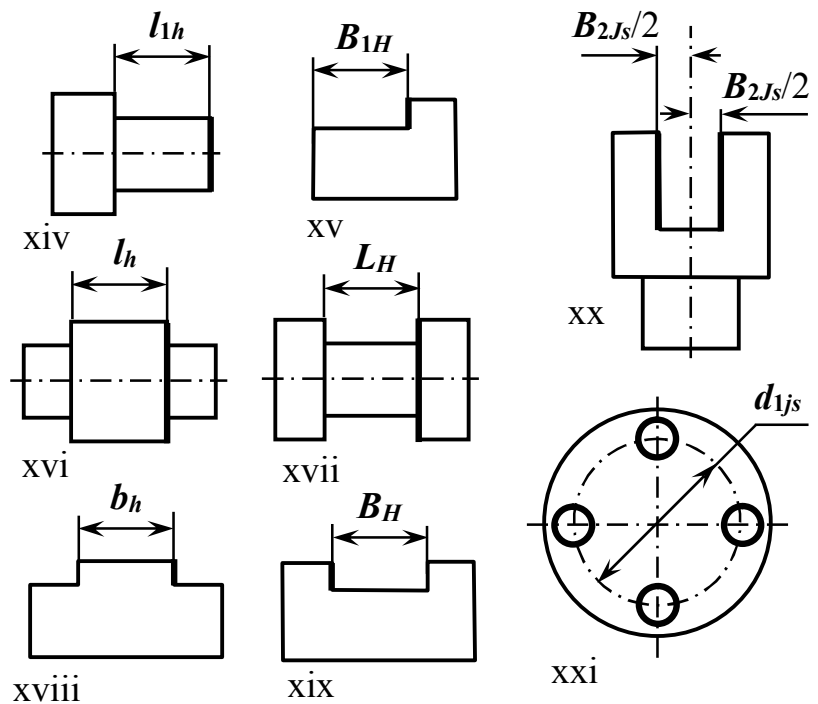 l1h
B1H
B2Js/2
B2Js/2
xiv
xv
lh
LH
xx
d1js
xvi
xvii
bh
BH
xviii
xix
xxi